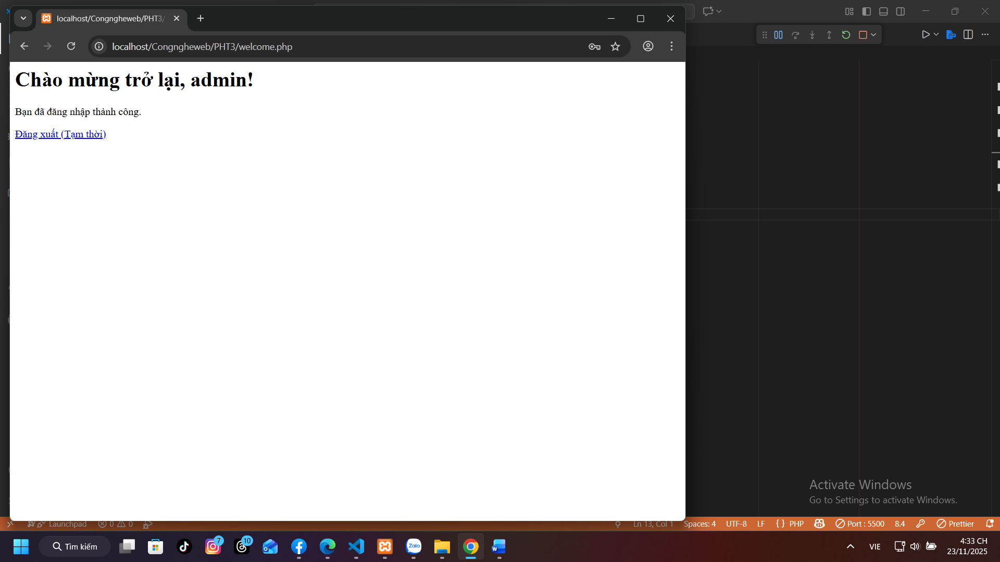 localhost/Congngheweb/PHT3/
localhost/Congngheweb/PHT3/welcome.php
Chào mừng trở lại, admin!
Bạn đã đăng nhập thành công.
Đăng xuất (Tạm thời)
Activate Windows
Go to Settings to activate Windows.
Launchpad 0 0 Ln 13, Col 1 Spaces: 4 UTF-8 LF { } PHP Port : 5500 8.4 Prettier
Tìm kiếm 7 10 Zalo VIE 4:33 CH
23/11/2025